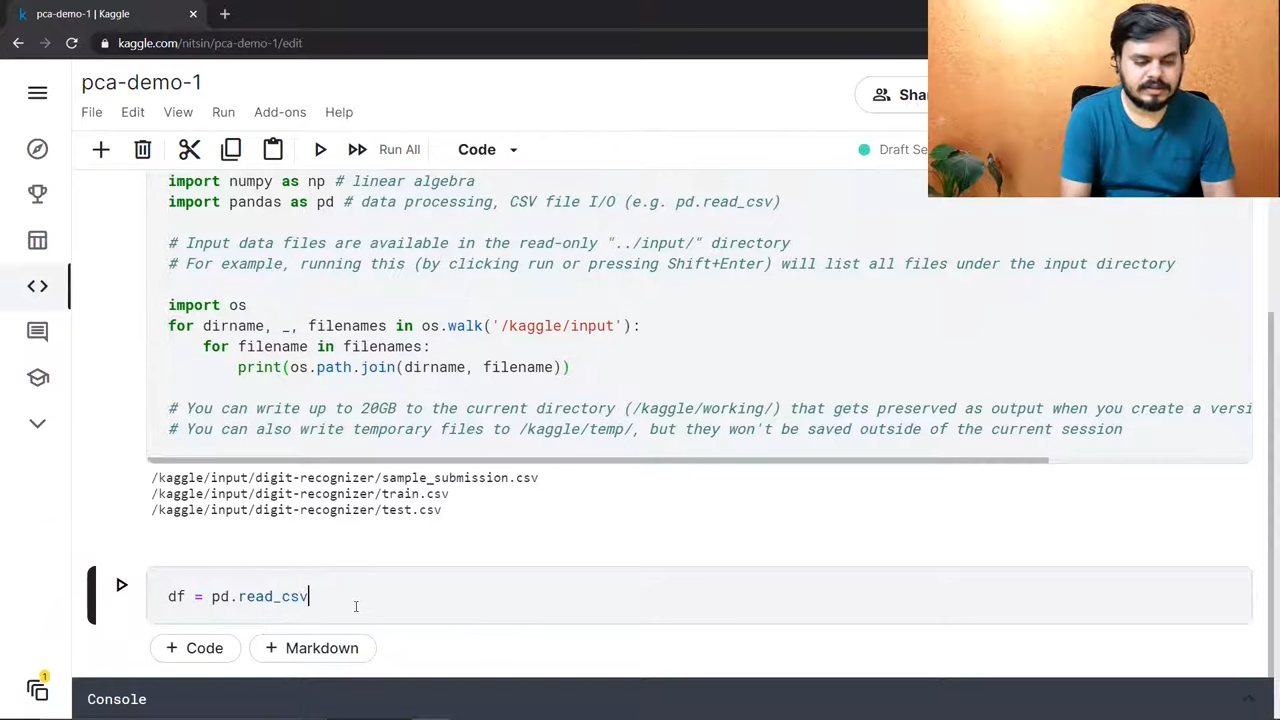 pca-demo-1 | Kaggle
kaggle.com/nitsin/pca-demo-1/edit
pca-demo-1
File Edit View Run Add-ons Help
Run All Code Draft Se
Shar
import numpy as np # linear algebra
import pandas as pd # data processing, CSV file I/O (e.g. pd.read_csv)
# Input data files are available in the read-only "../input/" directory
# For example, running this (by clicking run or pressing Shift+Enter) will list all files under the input directory
import os
for dirname, _, filenames in os.walk('/kaggle/input'):
    for filename in filenames:
        print(os.path.join(dirname, filename))
# You can write up to 20GB to the current directory (/kaggle/working/) that gets preserved as output when you create a versi
# You can also write temporary files to /kaggle/temp/, but they won't be saved outside of the current session
/kaggle/input/digit-recognizer/sample_submission.csv
/kaggle/input/digit-recognizer/train.csv
/kaggle/input/digit-recognizer/test.csv
df = pd.read_csv
+ Code + Markdown
1
Console